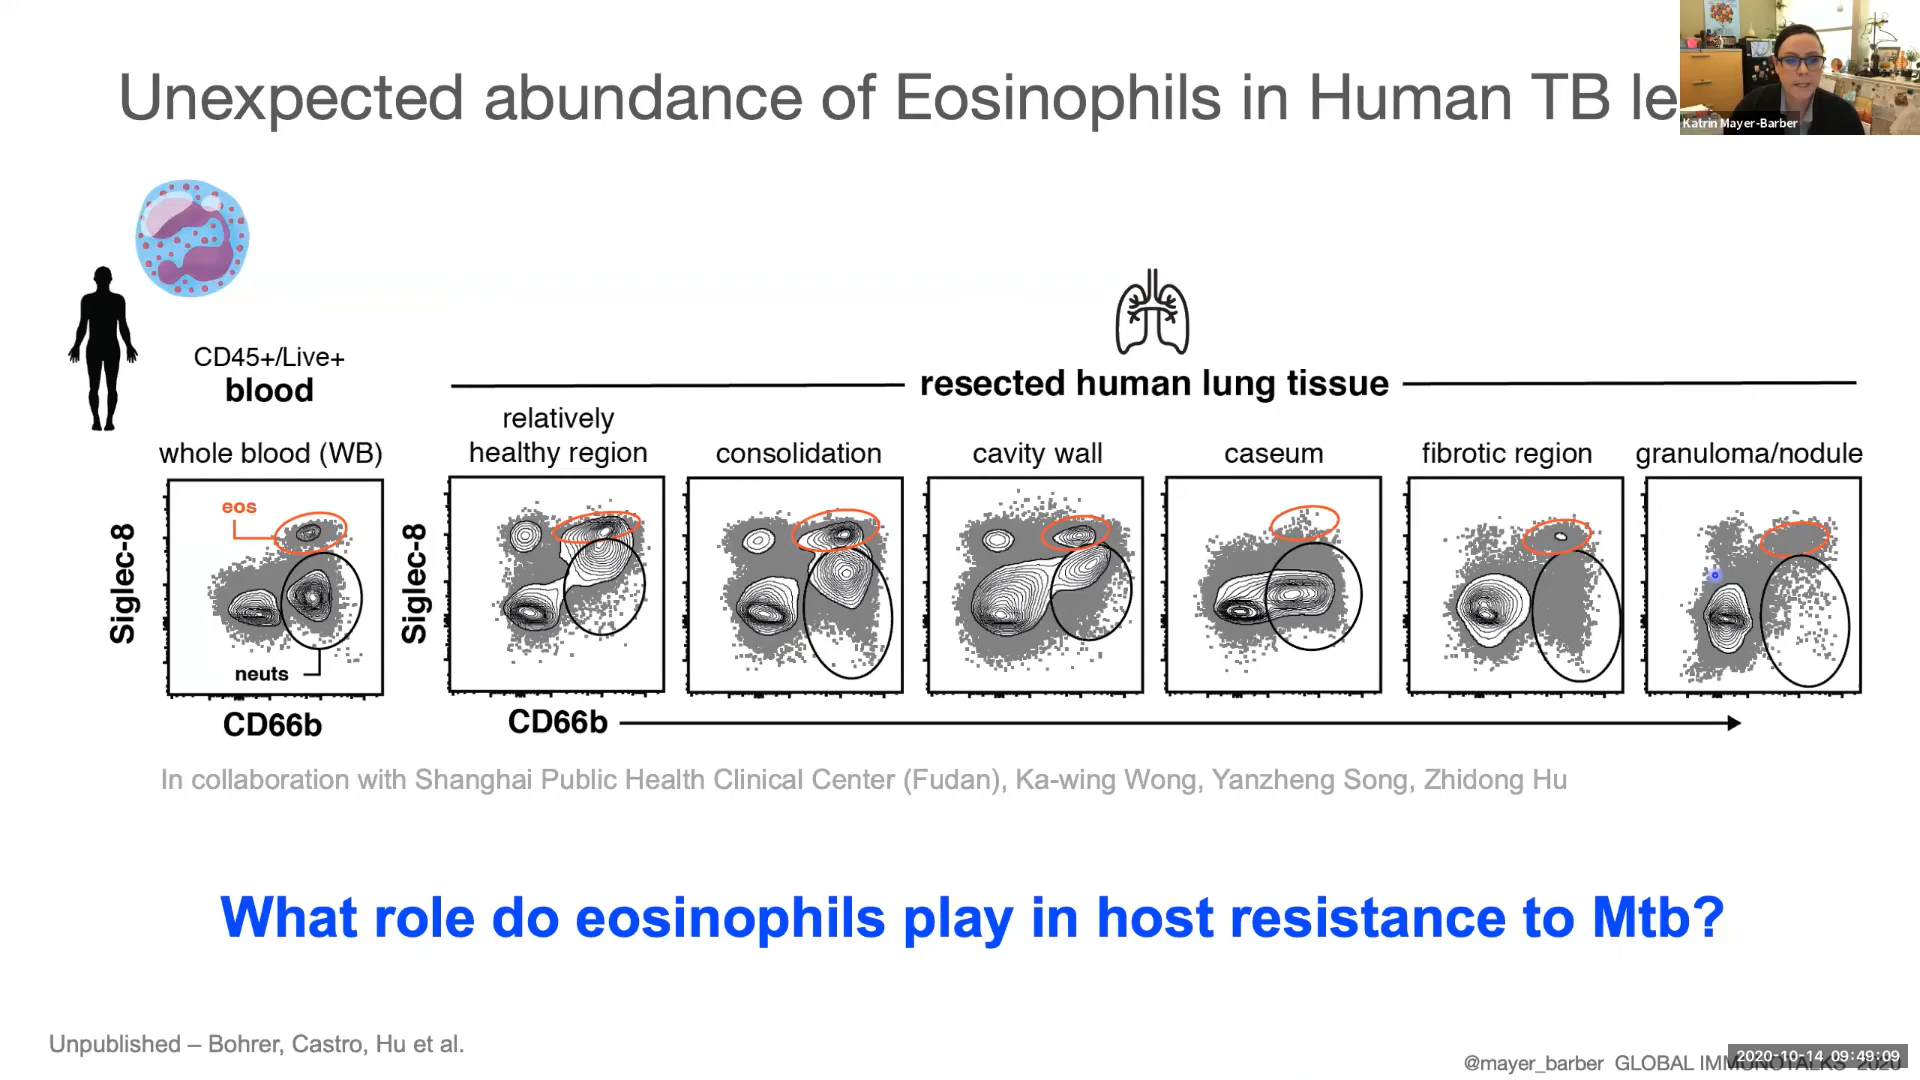 Unexpected abundance of Eosinophils in Human TB le
Katrin Mayer-Barber
CD45+/Live+
blood
resected human lung tissue
whole blood (WB)
relatively
healthy region
consolidation
cavity wall
caseum
fibrotic region
granuloma/nodule
eos
neuts
Siglec-8
Siglec-8
CD66b
CD66b
In collaboration with Shanghai Public Health Clinical Center (Fudan), Ka-wing Wong, Yanzheng Song, Zhidong Hu
What role do eosinophils play in host resistance to Mtb?
Unpublished – Bohrer, Castro, Hu et al.
@mayer_barber GLOBAL IMMUNOTALKS 2020
2020-10-14 09:49:09